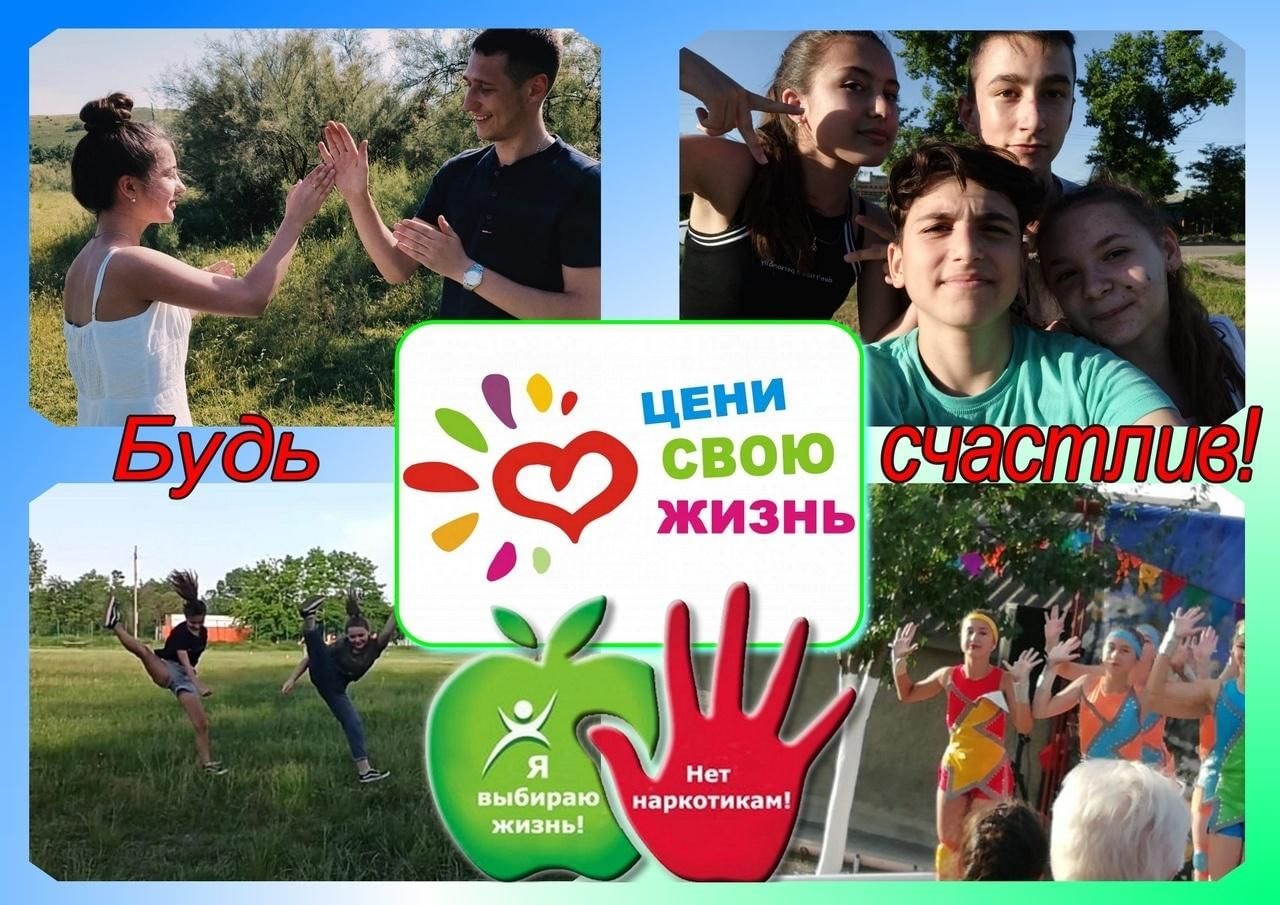 ЦЕНИ
СВОЮ
ЖИЗНЬ
Будь счастлив!
Я
выбираю
жизнь!
Нет
наркотикам!